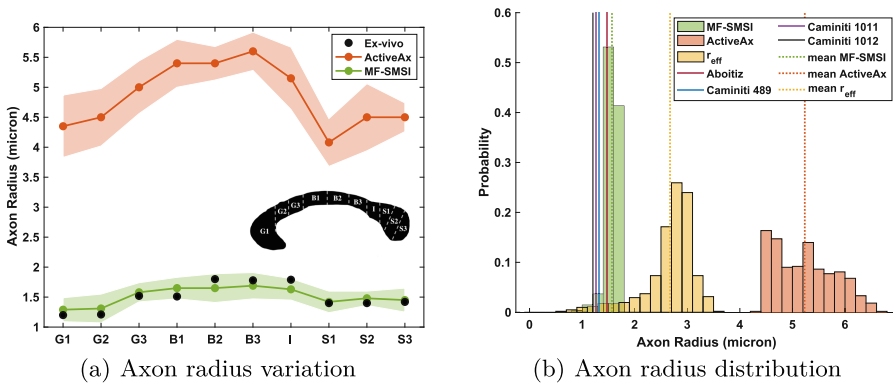 6
5.5
5
4.5
4
3.5
3
2.5
2
1.5
1
Axon Radius (micron)
Ex-vivo
ActiveAx
MF-SMSI
G1 G2 G3 B1 B2 B3 I S1 S2 S3
G1 G2 G3 B1 B2 B3 I S1 S2 S3
(a) Axon radius variation
0.6
0.5
0.4
0.3
0.2
0.1
0
Probability
MF-SMSI
ActiveAx
r_eff
Aboitiz
Caminiti 489
Caminiti 1011
Caminiti 1012
mean MF-SMSI
mean ActiveAx
mean r_eff
0 1 2 3 4 5 6
Axon Radius (micron)
(b) Axon radius distribution